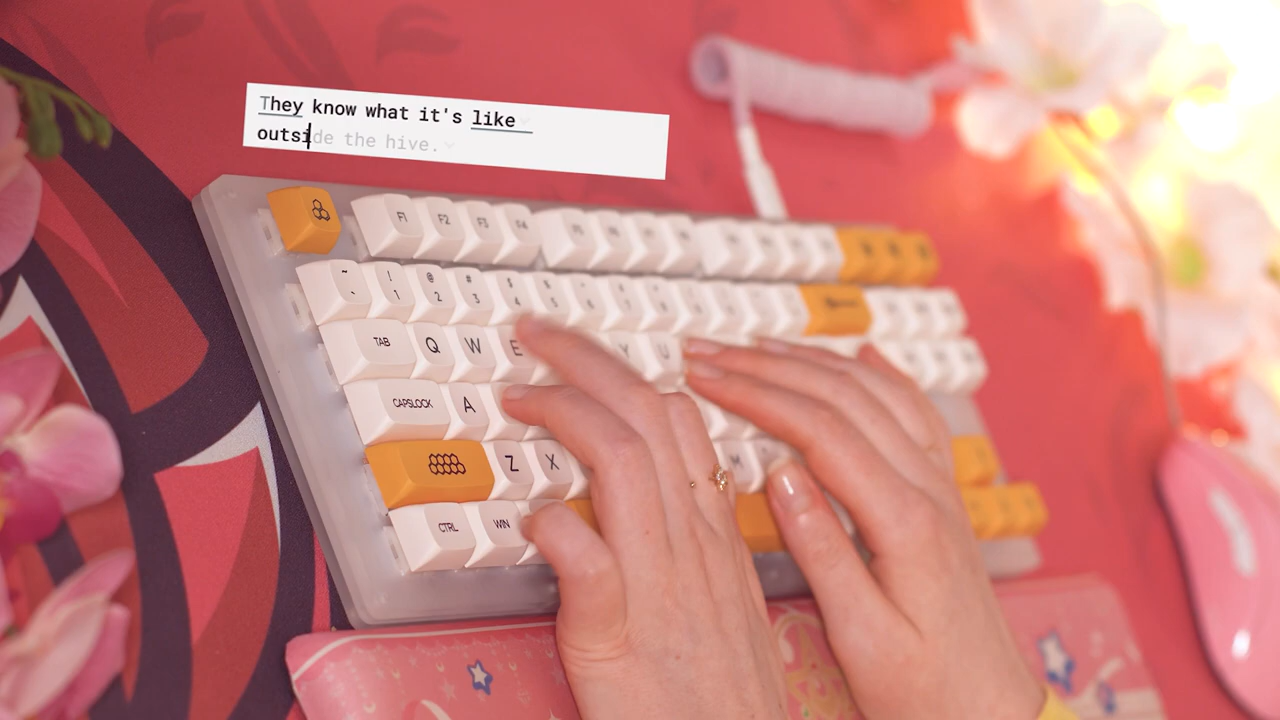 They know what it's like
outside the hive.
F1 F2 F3 F4
~ ` ! 1 @ 2 # 3 $ 4
TAB Q W E Y U
CAPSLOCK A
Z X M
CTRL WIN